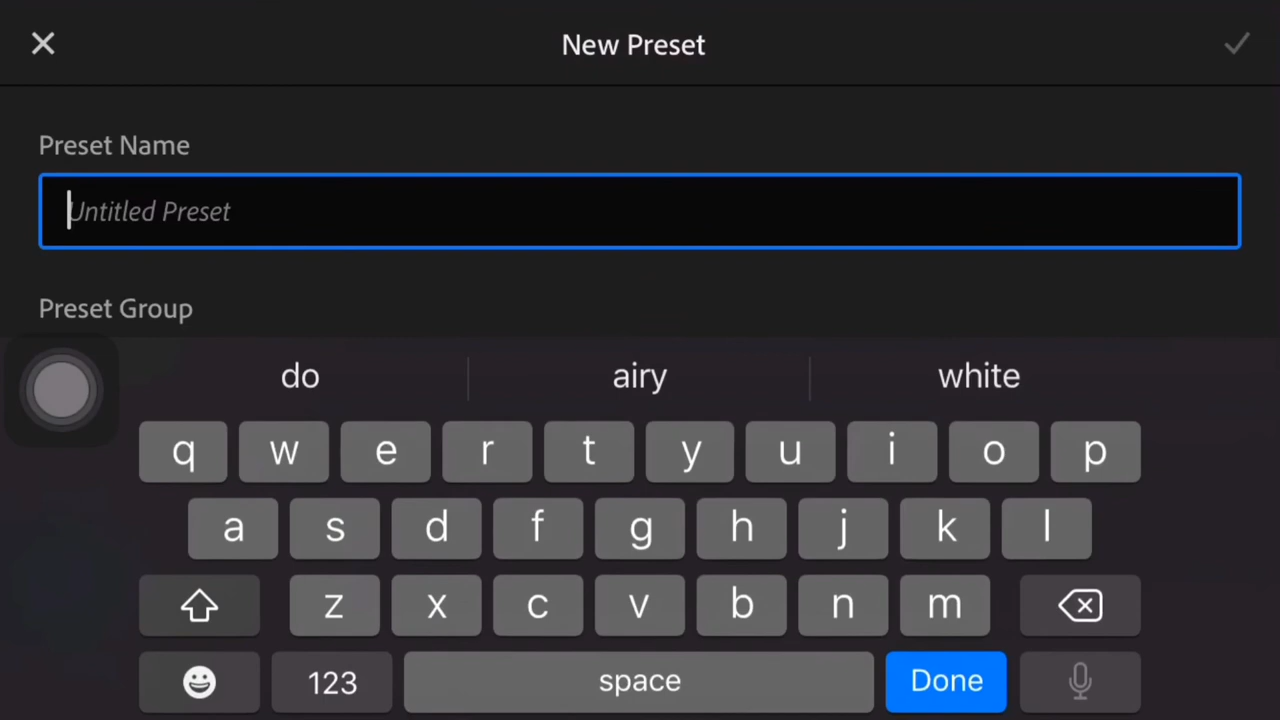 New Preset
Preset Name
Untitled Preset
Preset Group
do airy white
q w e r t y u i o p
a s d f g h j k l
z x c v b n m
123 space Done